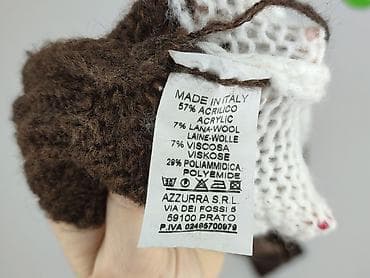 MADE IN ITALY
57% ACRILICO
ACRYLIC
7% LANA-WOOL
LAINE-WOLLE
7% VISCOSA
VISKOSE
29% POLIAMMIDICA
POLYEMIDE
AZZURRA S.R.L.
VIA DEI FOSSI 5
59100 PRATO
P.IVA 02485700979